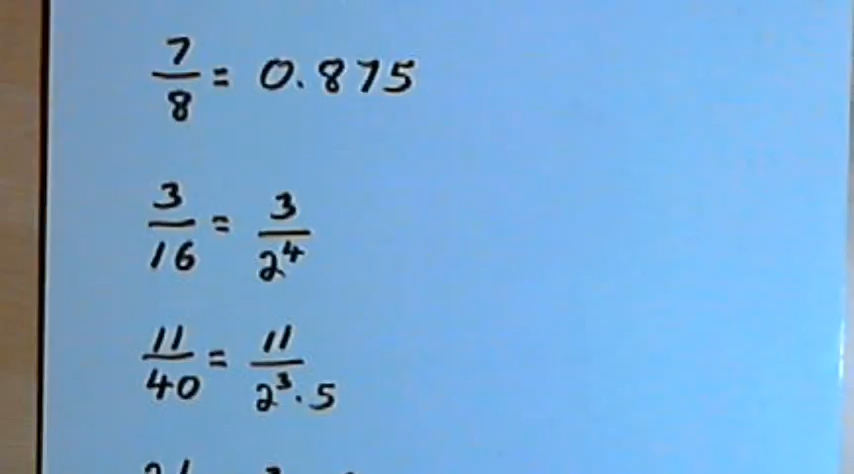 7/8 = 0.875
3/16 = 3/2⁴
11/40 = 11/2³·5